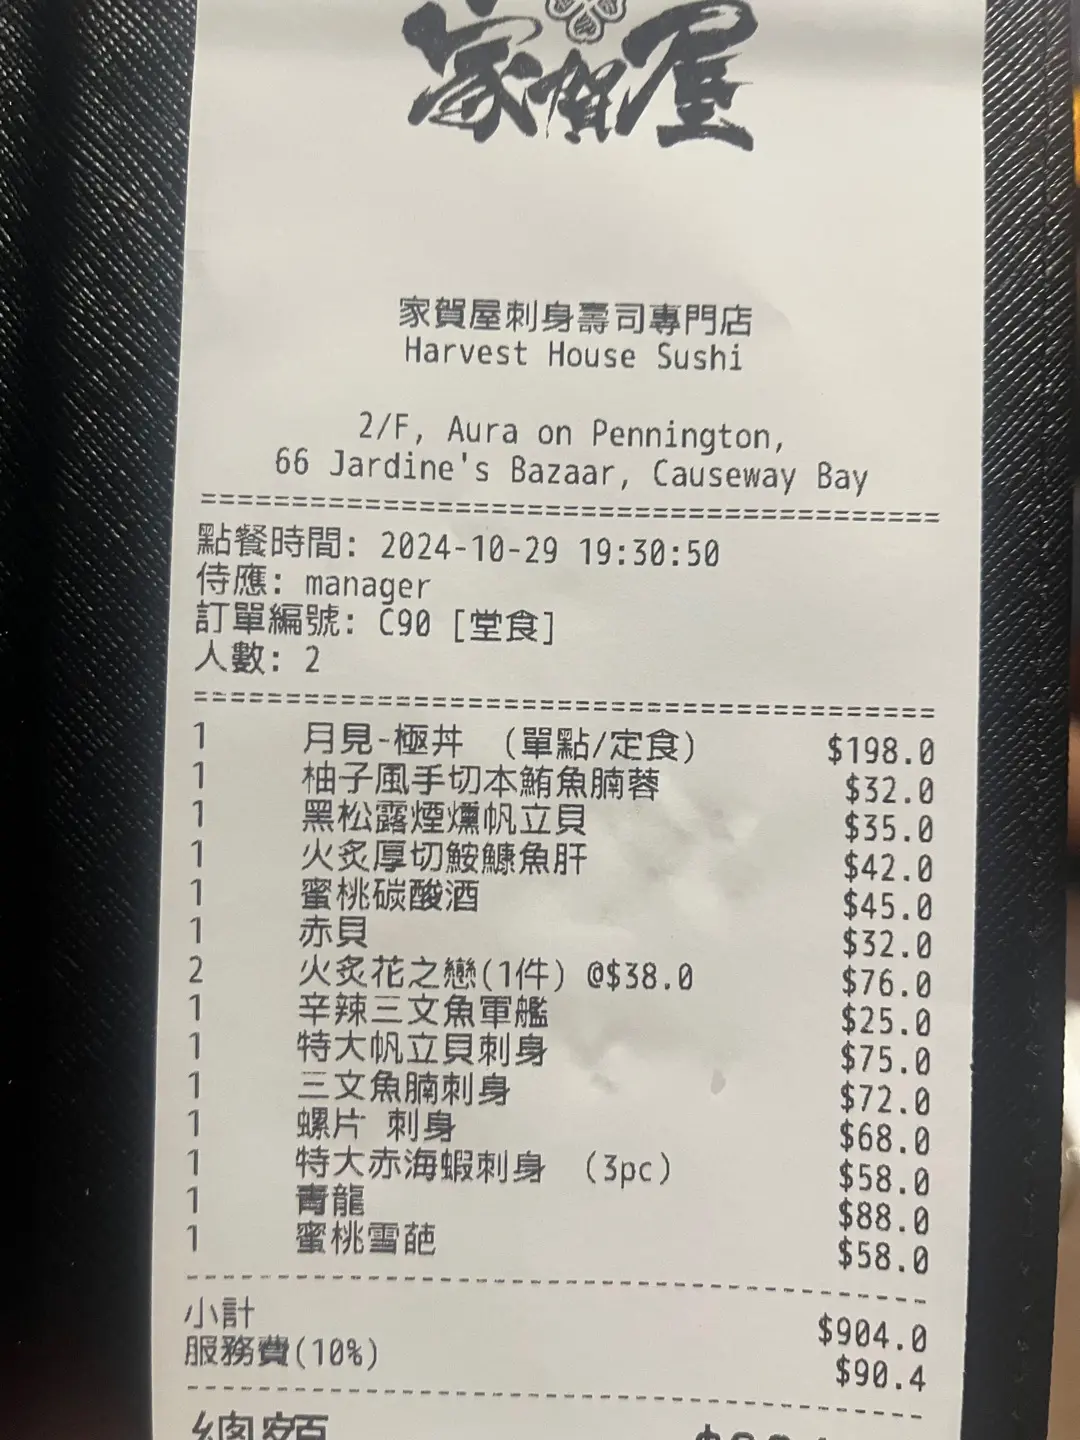 家賀屋
家賀屋刺身壽司專門店
Harvest House Sushi
2/F, Aura on Pennington,
66 Jardine's Bazaar, Causeway Bay
========================================
點餐時間: 2024-10-29 19:30:50
侍應: manager
訂單編號: C90 [堂食]
人數: 2
========================================
1 月見-極丼 (單點/定食) $198.0
1 柚子風手切本鮪魚腩蓉 $32.0
1 黑松露煙燻帆立貝 $35.0
1 火炙厚切鮟鱇魚肝 $42.0
1 蜜桃碳酸酒 $45.0
1 赤貝 $32.0
2 火炙花之戀(1件) @$38.0 $76.0
1 辛辣三文魚軍艦 $25.0
1 特大帆立貝刺身 $75.0
1 三文魚腩刺身 $72.0
1 螺片 刺身 $68.0
1 特大赤海蝦刺身 (3pc) $58.0
1 青龍 $88.0
1 蜜桃雪葩 $58.0
----------------------------------------
小計 $904.0
服務費(10%) $90.4
----------------------------------------
總額